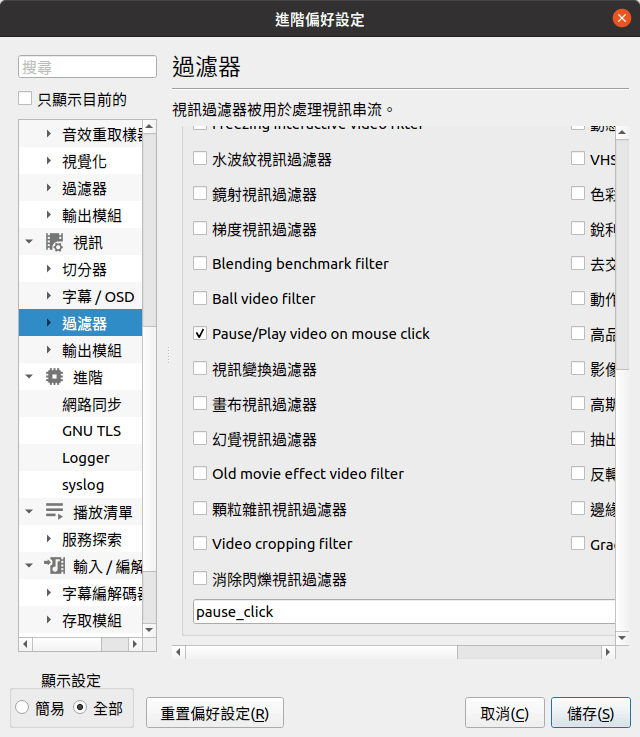 進階偏好設定
搜尋
只顯示目前的
音效重取樣器
視覺化
過濾器
輸出模組
視訊
切分器
字幕 / OSD
過濾器
輸出模組
進階
網路同步
GNU TLS
Logger
syslog
播放清單
服務探索
輸入 / 編解
字幕編解碼器
存取模組
過濾器
視訊過濾器被用於處理視訊串流。
Freezing interactive video filter
水波紋視訊過濾器
VHS
鏡射視訊過濾器
色彩
梯度視訊過濾器
銳利
Blending benchmark filter
去交
Ball video filter
動作
Pause/Play video on mouse click
高品
視訊變換過濾器
影像
畫布視訊過濾器
高斯
幻覺視訊過濾器
抽出
Old movie effect video filter
反轉
顆粒雜訊視訊過濾器
邊緣
Video cropping filter
Grad
消除閃爍視訊過濾器
pause_click
顯示設定
簡易
全部
重置偏好設定(R)
取消(C)
儲存(S)